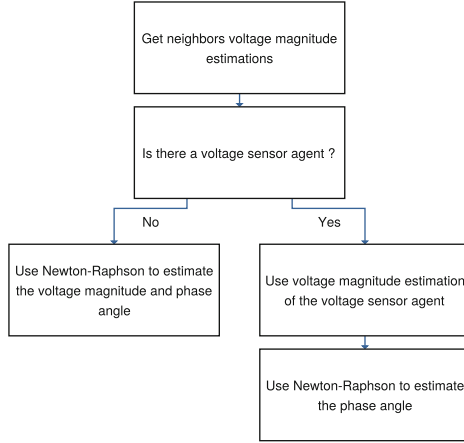 Get neighbors voltage magnitude
estimations
Is there a voltage sensor agent ?
No
Yes
Use Newton-Raphson to estimate
the voltage magnitude and phase
angle
Use voltage magnitude estimation
of the voltage sensor agent
Use Newton-Raphson to estimate
the phase angle